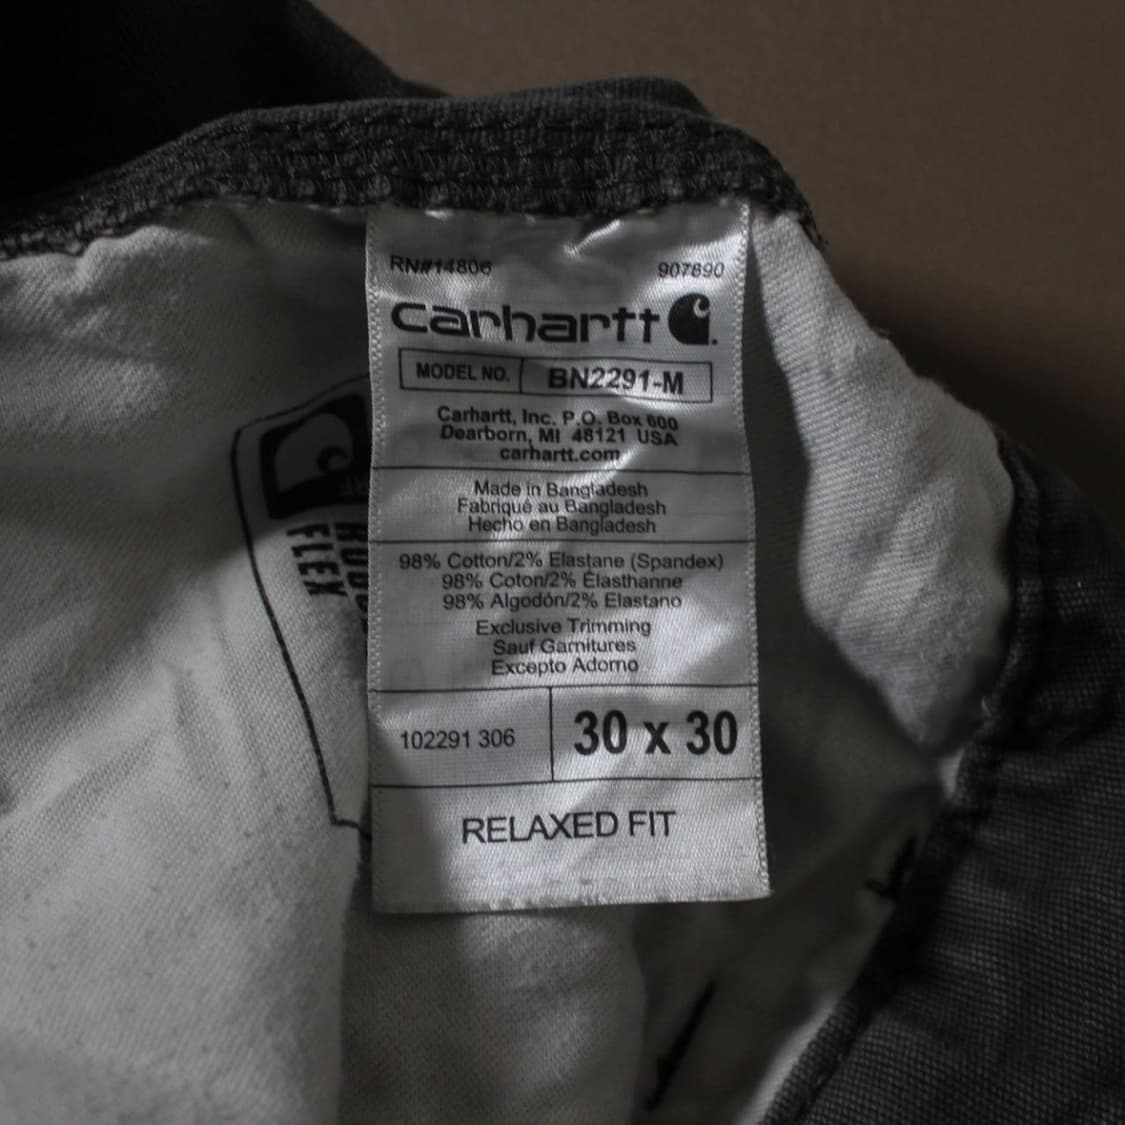 RN#14806 907890
carhartt
MODEL NO. BN2291-M
Carhartt, Inc. P.O. Box 600
Dearborn, MI 48121 USA
carhartt.com
Made in Bangladesh
Fabriqué au Bangladesh
Hecho en Bangladesh
98% Cotton/2% Elastane (Spandex)
98% Coton/2% Élasthanne
98% Algodón/2% Elastano
Exclusive Trimming
Sauf Garnitures
Excepto Adorno
102291 306 30 x 30
RELAXED FIT
FLEX